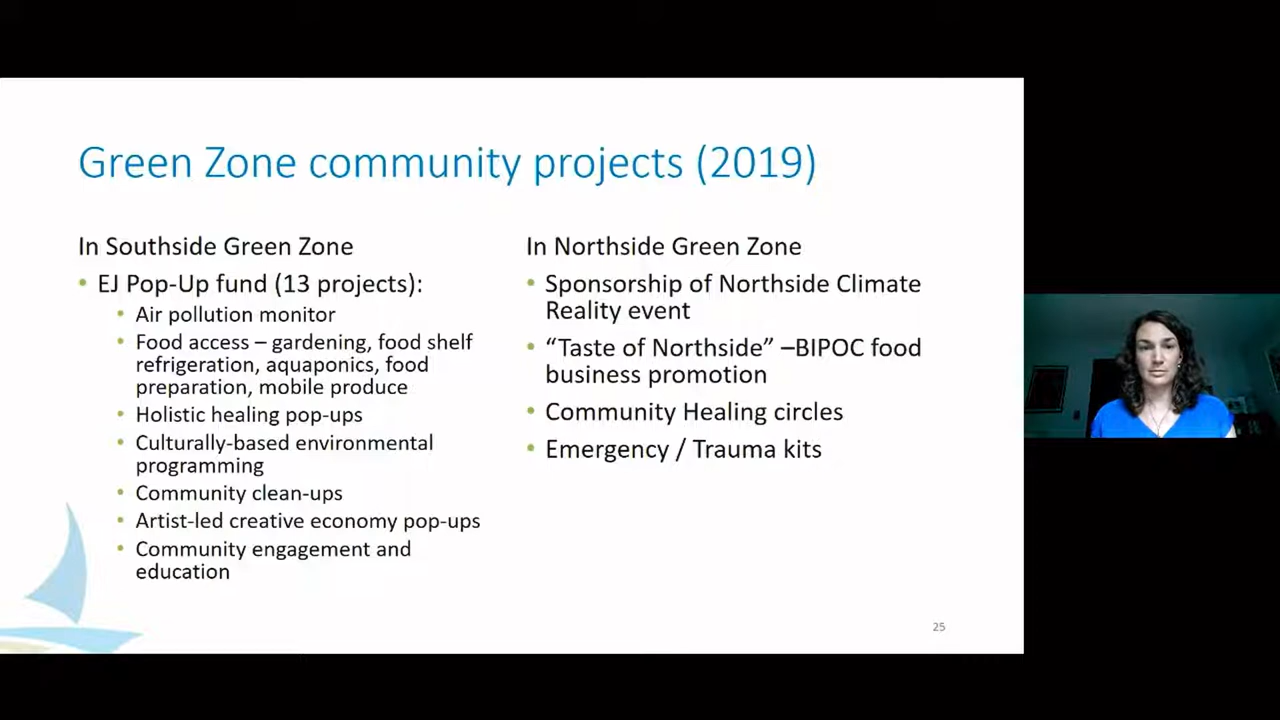 Green Zone community projects (2019)
In Southside Green Zone
• EJ Pop-Up fund (13 projects):
• Air pollution monitor
• Food access – gardening, food shelf
refrigeration, aquaponics, food
preparation, mobile produce
• Holistic healing pop-ups
• Culturally-based environmental
programming
• Community clean-ups
• Artist-led creative economy pop-ups
• Community engagement and
education
In Northside Green Zone
• Sponsorship of Northside Climate
Reality event
• “Taste of Northside” –BIPOC food
business promotion
• Community Healing circles
• Emergency / Trauma kits
25